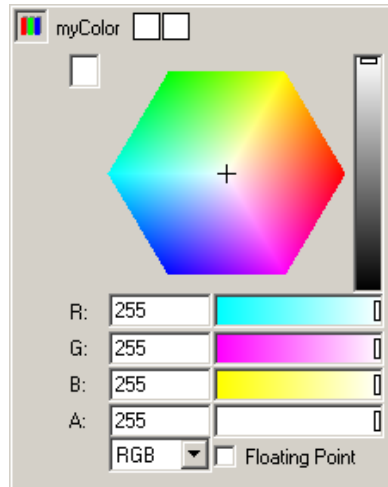 myColor
R: 255
G: 255
B: 255
A: 255
RGB Floating Point